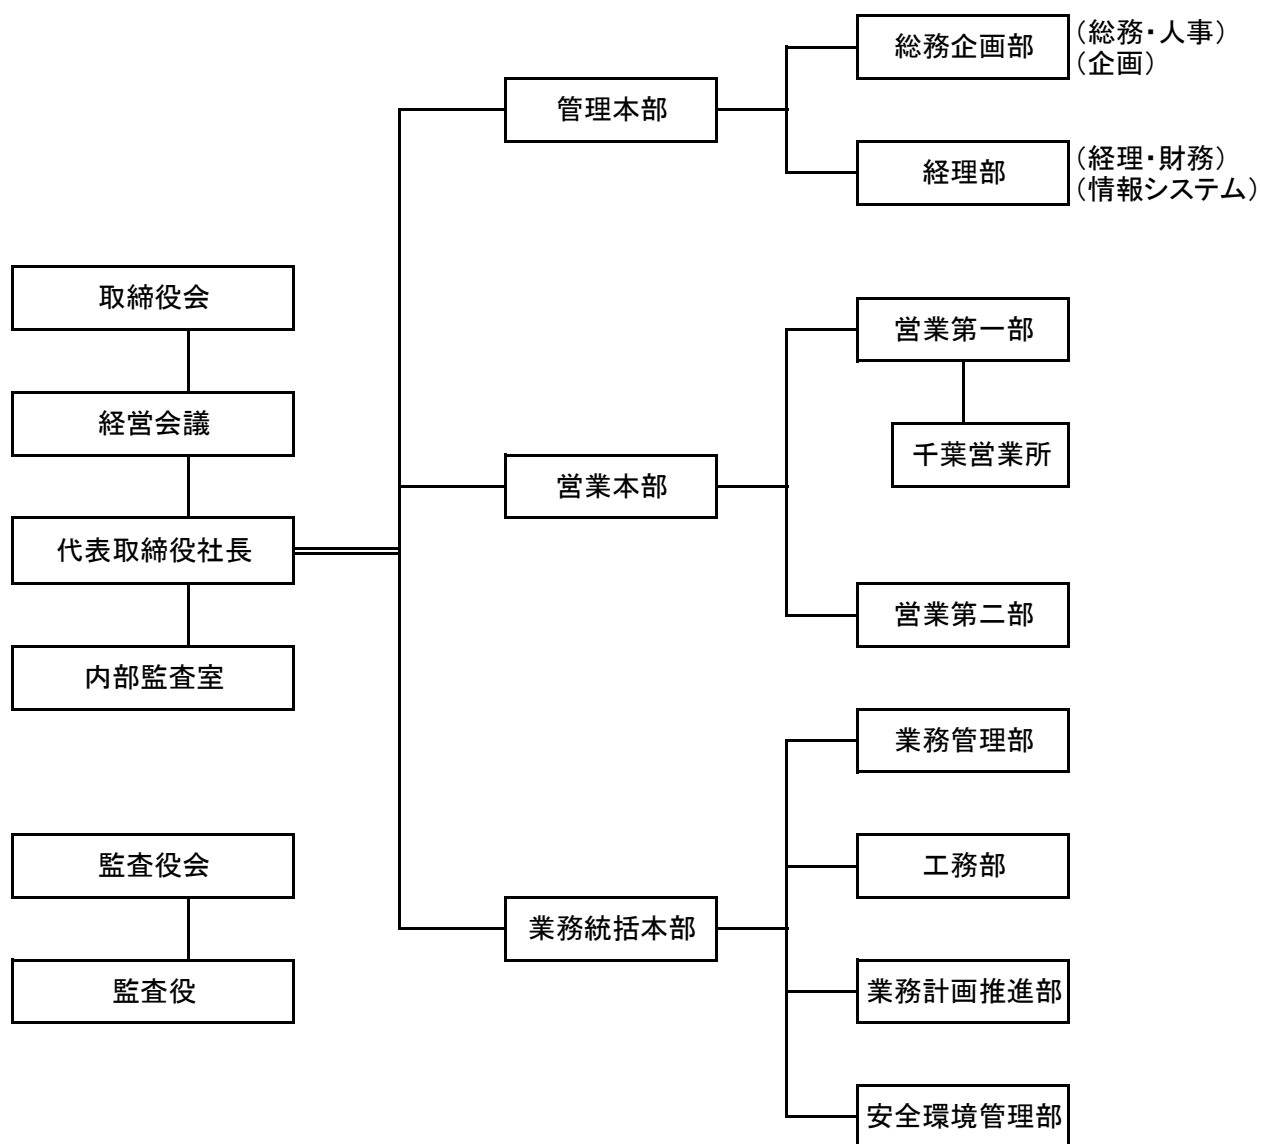 総務企画部
（総務・人事）
（企画）
管理本部
経理部
（経理・財務）
（情報システム）
取締役会
経営会議
代表取締役社長
内部監査室
監査役会
監査役
営業本部
営業第一部
千葉営業所
営業第二部
業務統括本部
業務管理部
工務部
業務計画推進部
安全環境管理部